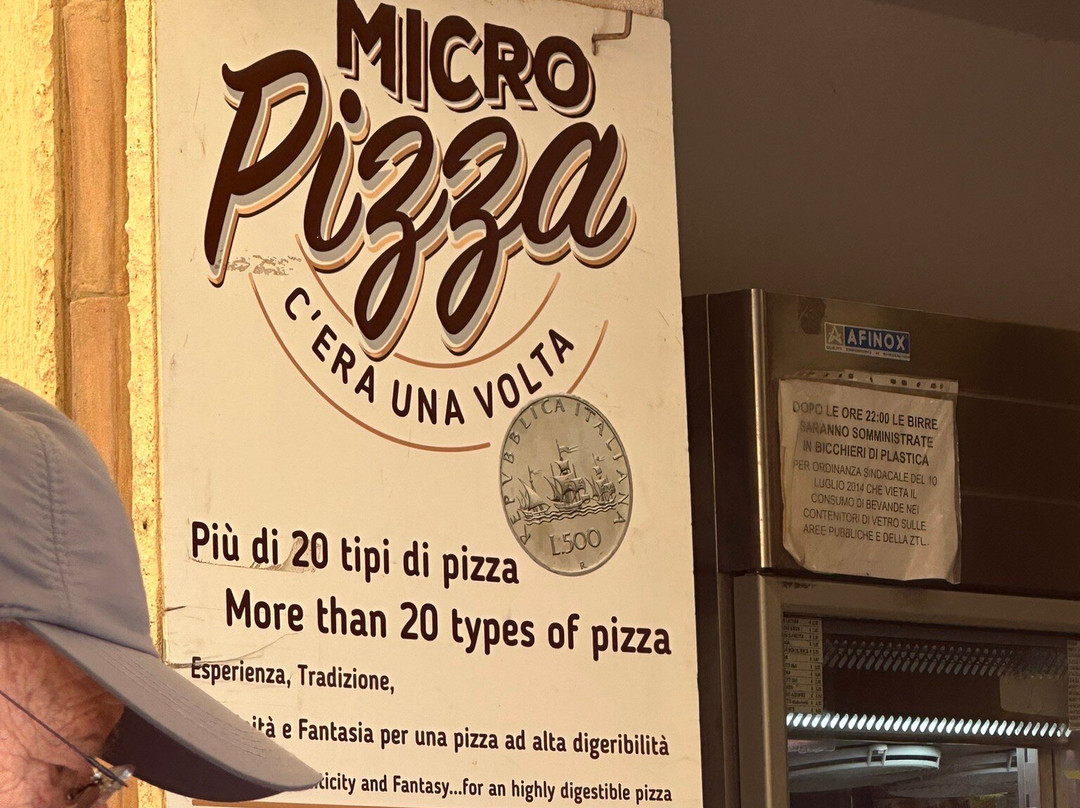 MICRO
Pizza
C'ERA UNA VOLTA
REPVBBLICA ITALIANA
L.500
R
Più di 20 tipi di pizza
More than 20 types of pizza
Esperienza, Tradizione,
ità e Fantasia per una pizza ad alta digeribilità
ticity and Fantasy...for an highly digestible pizza
AFINOX
DOPO LE ORE 22:00 LE BIRRE
SARANNO SOMMINISTRATE
IN BICCHIERI DI PLASTICA
PER ORDINANZA SINDACALE DEL 10
LUGLIO 2014 CHE VIETA IL
CONSUMO DI BEVANDE NEI
CONTENITORI DI VETRO SULLE
AREE PUBBLICHE E DELLA ZTL..